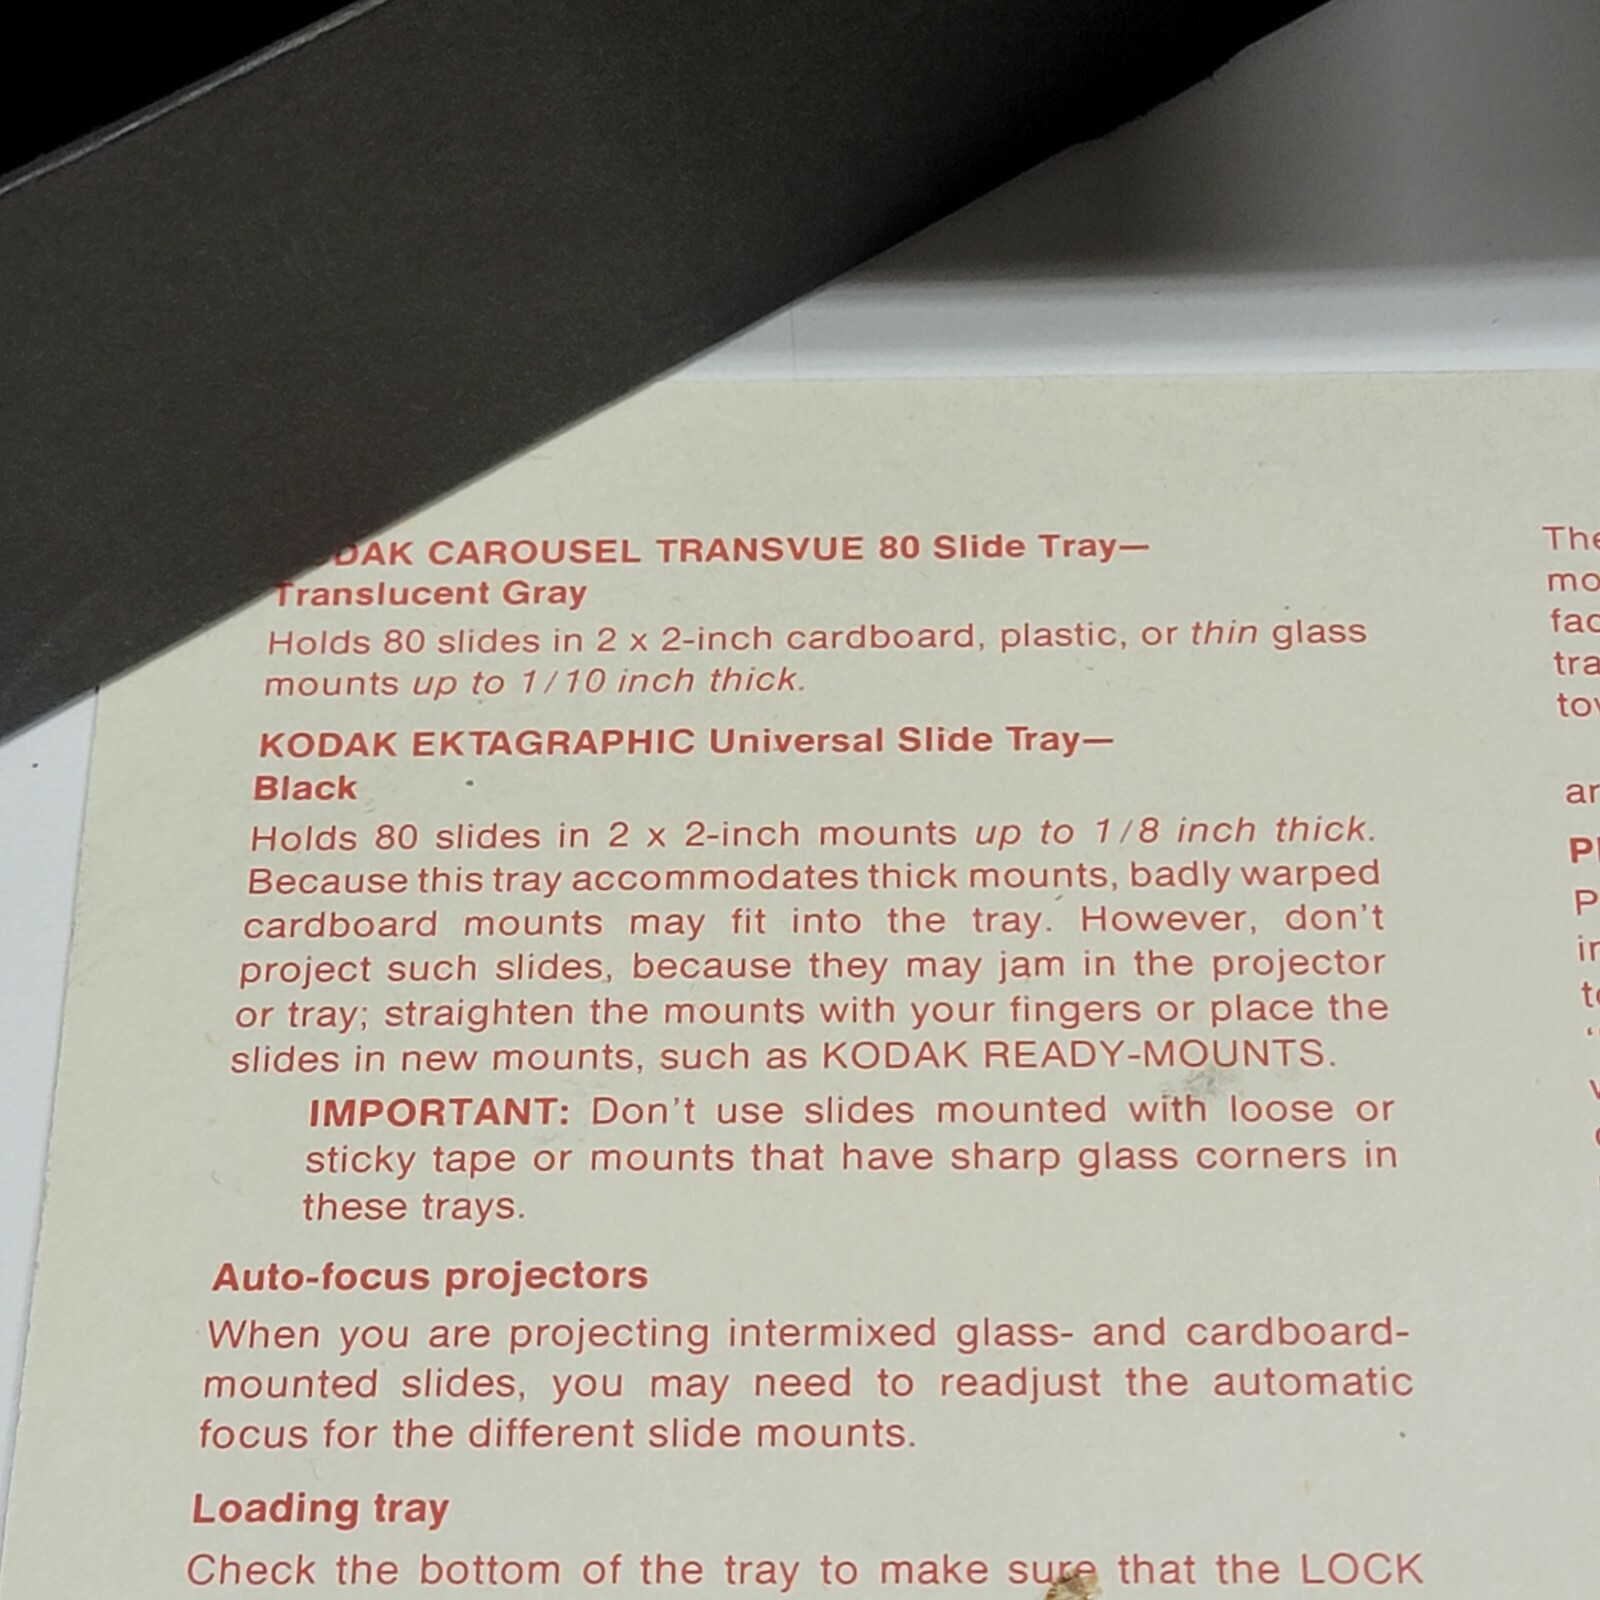 DAK CAROUSEL TRANSVUE 80 Slide Tray—
Translucent Gray
Holds 80 slides in 2 x 2-inch cardboard, plastic, or thin glass
mounts up to 1/10 inch thick.
KODAK EKTAGRAPHIC Universal Slide Tray—
Black
Holds 80 slides in 2 x 2-inch mounts up to 1/8 inch thick.
Because this tray accommodates thick mounts, badly warped
cardboard mounts may fit into the tray. However, don't
project such slides, because they may jam in the projector
or tray; straighten the mounts with your fingers or place the
slides in new mounts, such as KODAK READY-MOUNTS.
IMPORTANT: Don't use slides mounted with loose or
sticky tape or mounts that have sharp glass corners in
these trays.
Auto-focus projectors
When you are projecting intermixed glass- and cardboard-
mounted slides, you may need to readjust the automatic
focus for the different slide mounts.
Loading tray
Check the bottom of the tray to make sure that the LOCK